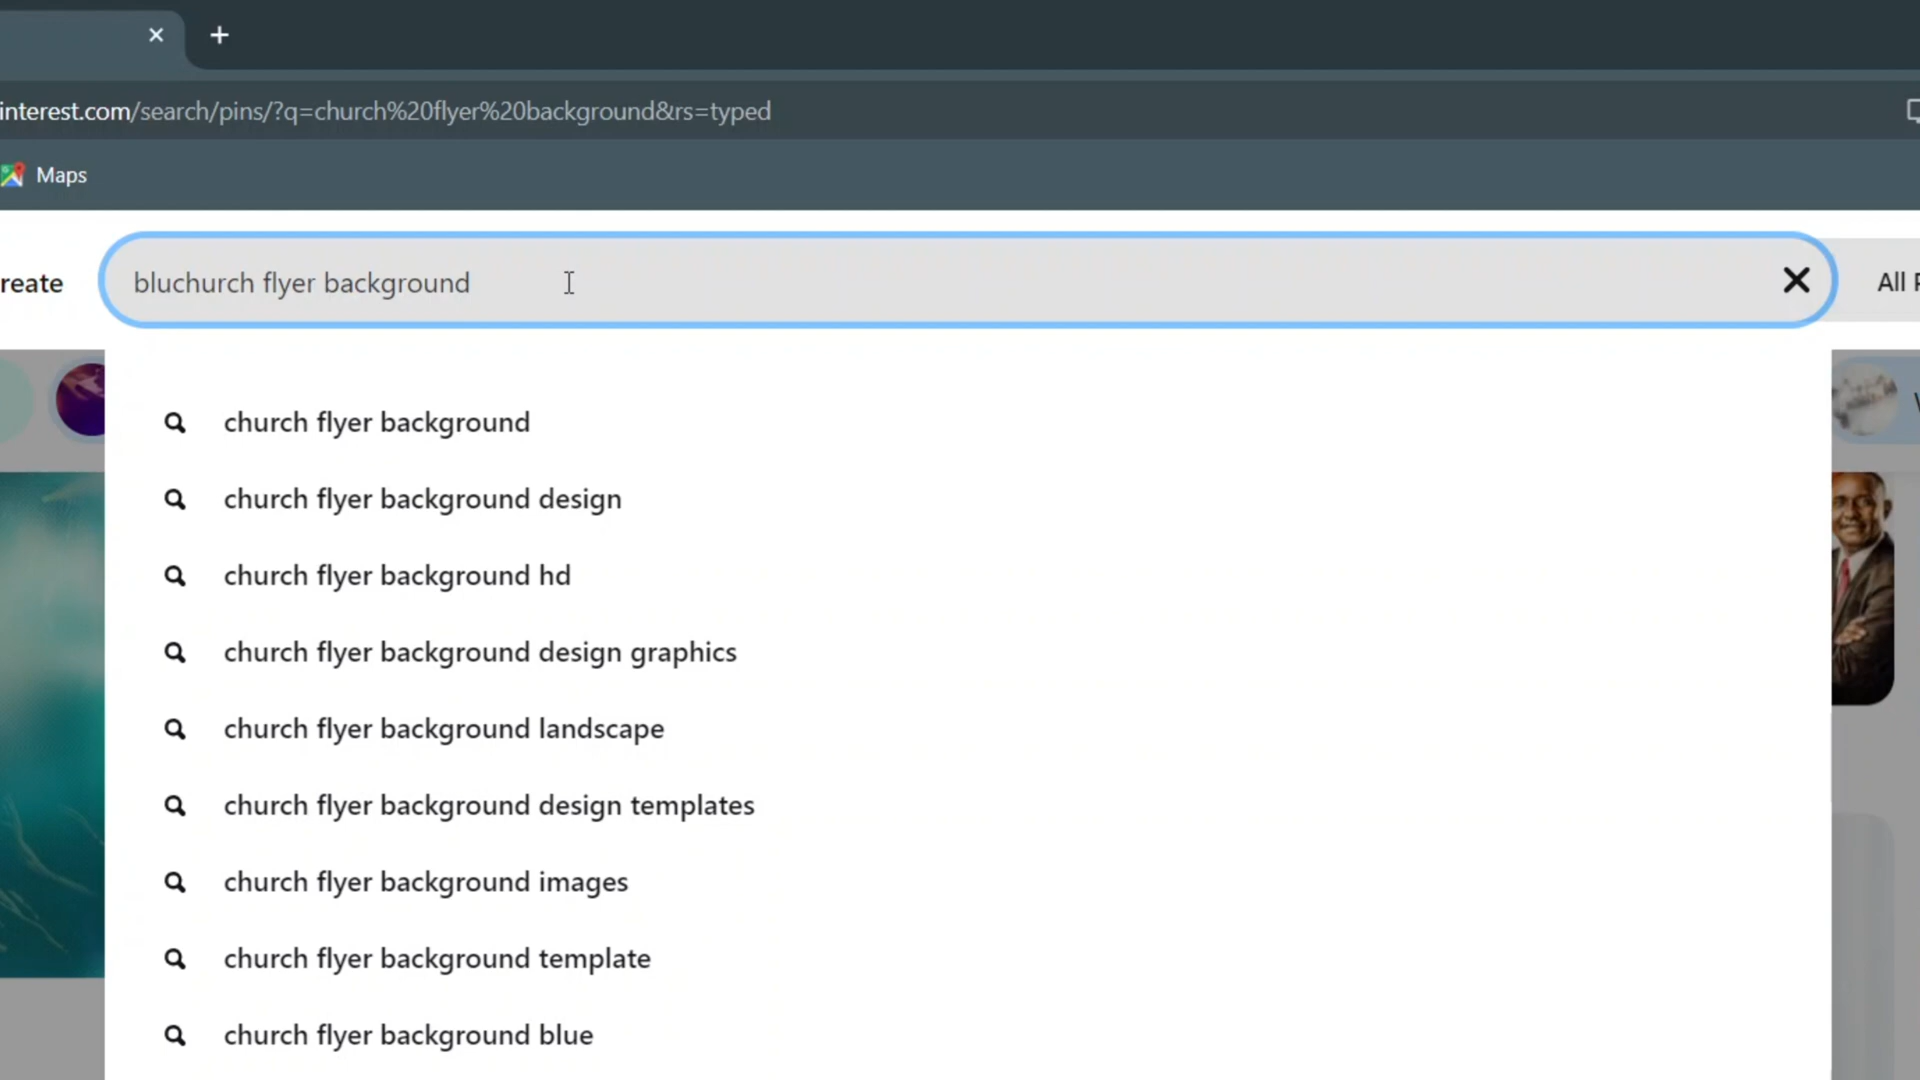 interest.com/search/pins/?q=church%20flyer%20background&rs=typed
Maps
reate
bluchurch flyer background
All
church flyer background
church flyer background design
church flyer background hd
church flyer background design graphics
church flyer background landscape
church flyer background design templates
church flyer background images
church flyer background template
church flyer background blue